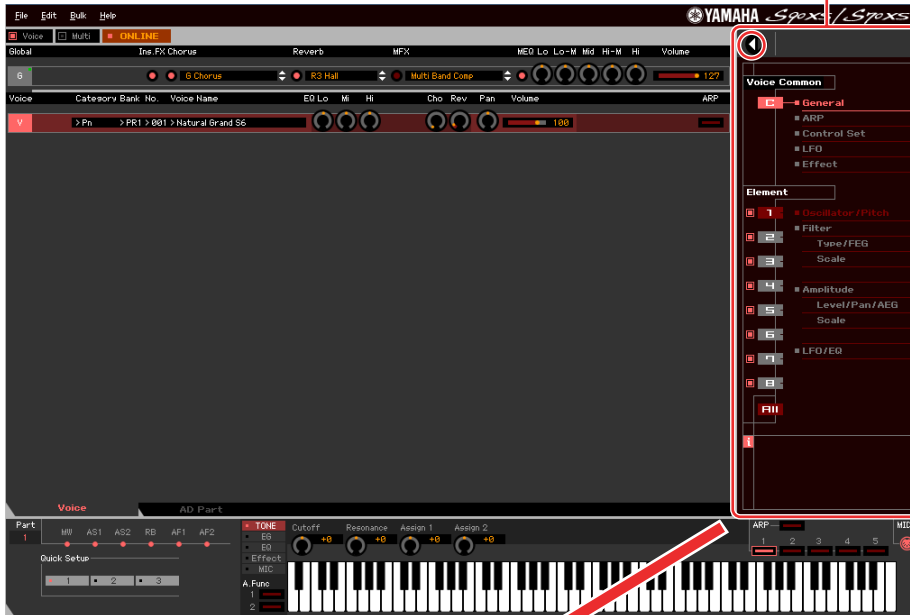 File Edit Bulk Help
YAMAHA S90XS/S70XS
Voice Multi ONLINE
Global Ins.FX Chorus Reverb MFX MEQ Lo Lo-M Mid Hi-M Hi Volume
G G Chorus R3 Hall Multi Band Comp 127
Voice Category Bank No. Voice Name EQ Lo Mi Hi Cho Rev Pan Volume ARP
V >Pn >PR1 >001 >Natural Grand S6 100
Voice Common
C General
ARP
Control Set
LFO
Effect
Element
1 Oscillator/Pitch
2 Filter
Type/FEG
3 Scale
4 Amplitude
5 Level/Pan/AEG
Scale
6
7 LFO/EQ
8
All
i
Voice AD Part
Part
1
MW AS1 AS2 RB AF1 AF2
Quick Setup
1 2 3
TONE
EG
EQ
Effect
MIC
A.Func
1
2
Cutoff Resonance Assign 1 Assign 2
+0 +0 +0 +0
ARP
1 2 3 4 5